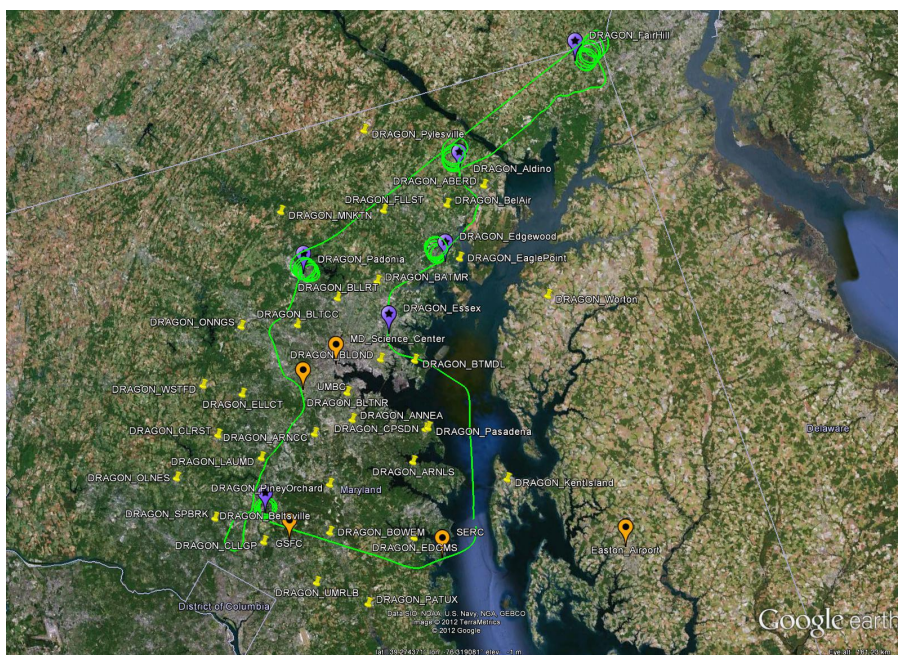 DRAGON_FairHill
DRAGON_Pylesville
DRAGON_Aldino
DRAGON_ABERD
DRAGON_FLLST
DRAGON_BelAir
DRAGON_MNKTN
DRAGON_Edgewood
DRAGON_Padonia
DRAGON_EaglePoint
DRAGON_BATMR
DRAGON_BLLRT
DRAGON_Worton
DRAGON_Essex
DRAGON_BLTCC
DRAGON_ONNGS
MD_Science_Center
DRAGON_BLDND
DRAGON_BTMDL
UMBC
DRAGON_WSTFD
DRAGON_ELLCT
DRAGON_BLTNR
DRAGON_ANNEA
DRAGON_CPSDN
DRAGON_Pasadena
DRAGON_CLRST
DRAGON_ARNCC
Delaware
DRAGON_LAUMD
DRAGON_ARNLS
DRAGON_OLNES
DRAGON_PineyOrchard
Maryland
DRAGON_KentIsland
DRAGON_SPBRK
DRAGON_Beltsville
DRAGON_BOWEM
SERC
DRAGON_CLLGP
GSFC
DRAGON_EDCMS
Easton_Airport
DRAGON_UMRLB
District of Columbia
DRAGON_PATUX
Data SIO, NOAA, U.S. Navy, NGA, GEBCO
Image © 2012 TerraMetrics
© 2012 Google
Google earth